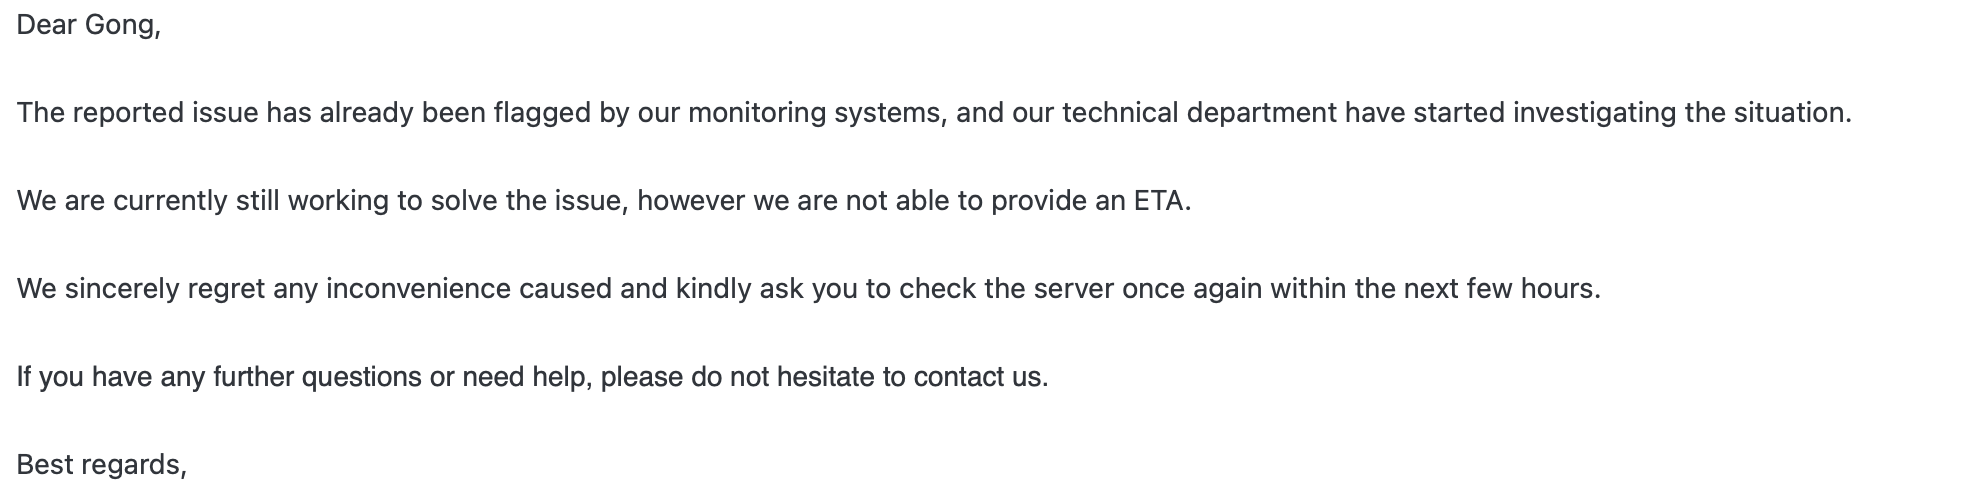 Dear Gong,
The reported issue has already been flagged by our monitoring systems, and our technical department have started investigating the situation.
We are currently still working to solve the issue, however we are not able to provide an ETA.
We sincerely regret any inconvenience caused and kindly ask you to check the server once again within the next few hours.
If you have any further questions or need help, please do not hesitate to contact us.
Best regards,